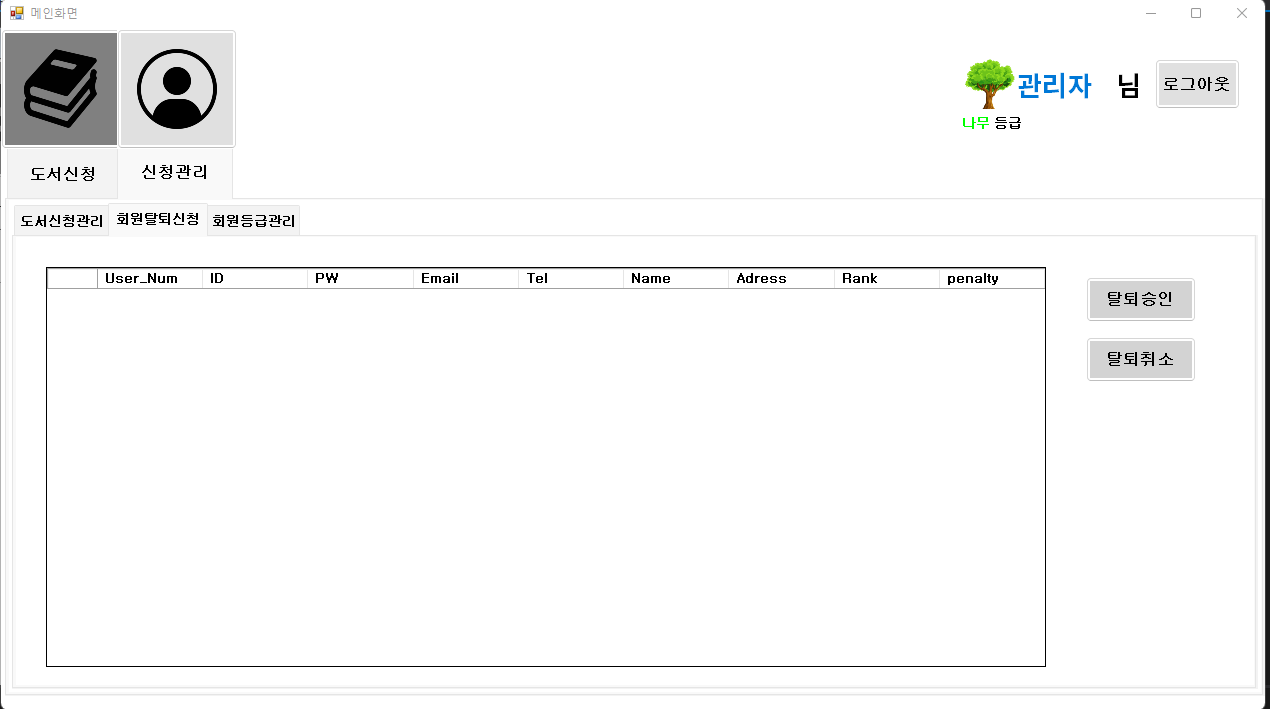 메인화면
관리자 님 로그아웃
나무 등급
도서신청 신청관리
도서신청관리 회원탈퇴신청 회원등급관리
User_Num ID PW Email Tel Name Adress Rank penalty
탈퇴승인
탈퇴취소